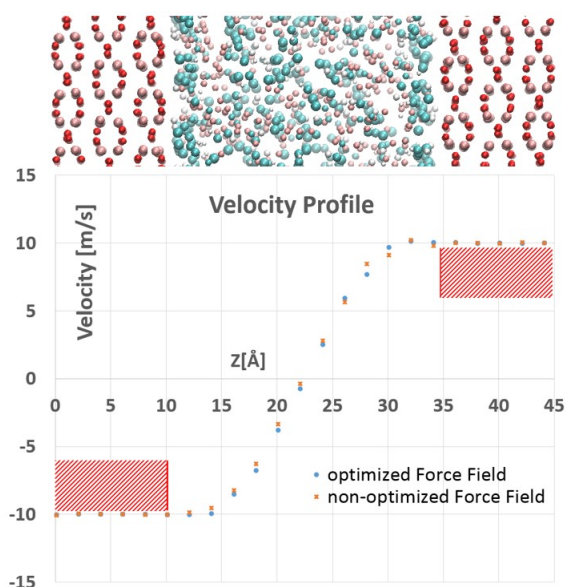 15
Velocity Profile
Velocity [m/s]
10
5
Z[Å]
0
0 5 10 15 20 25 30 35 40 45
-5
optimized Force Field
non-optimized Force Field
-10
-15